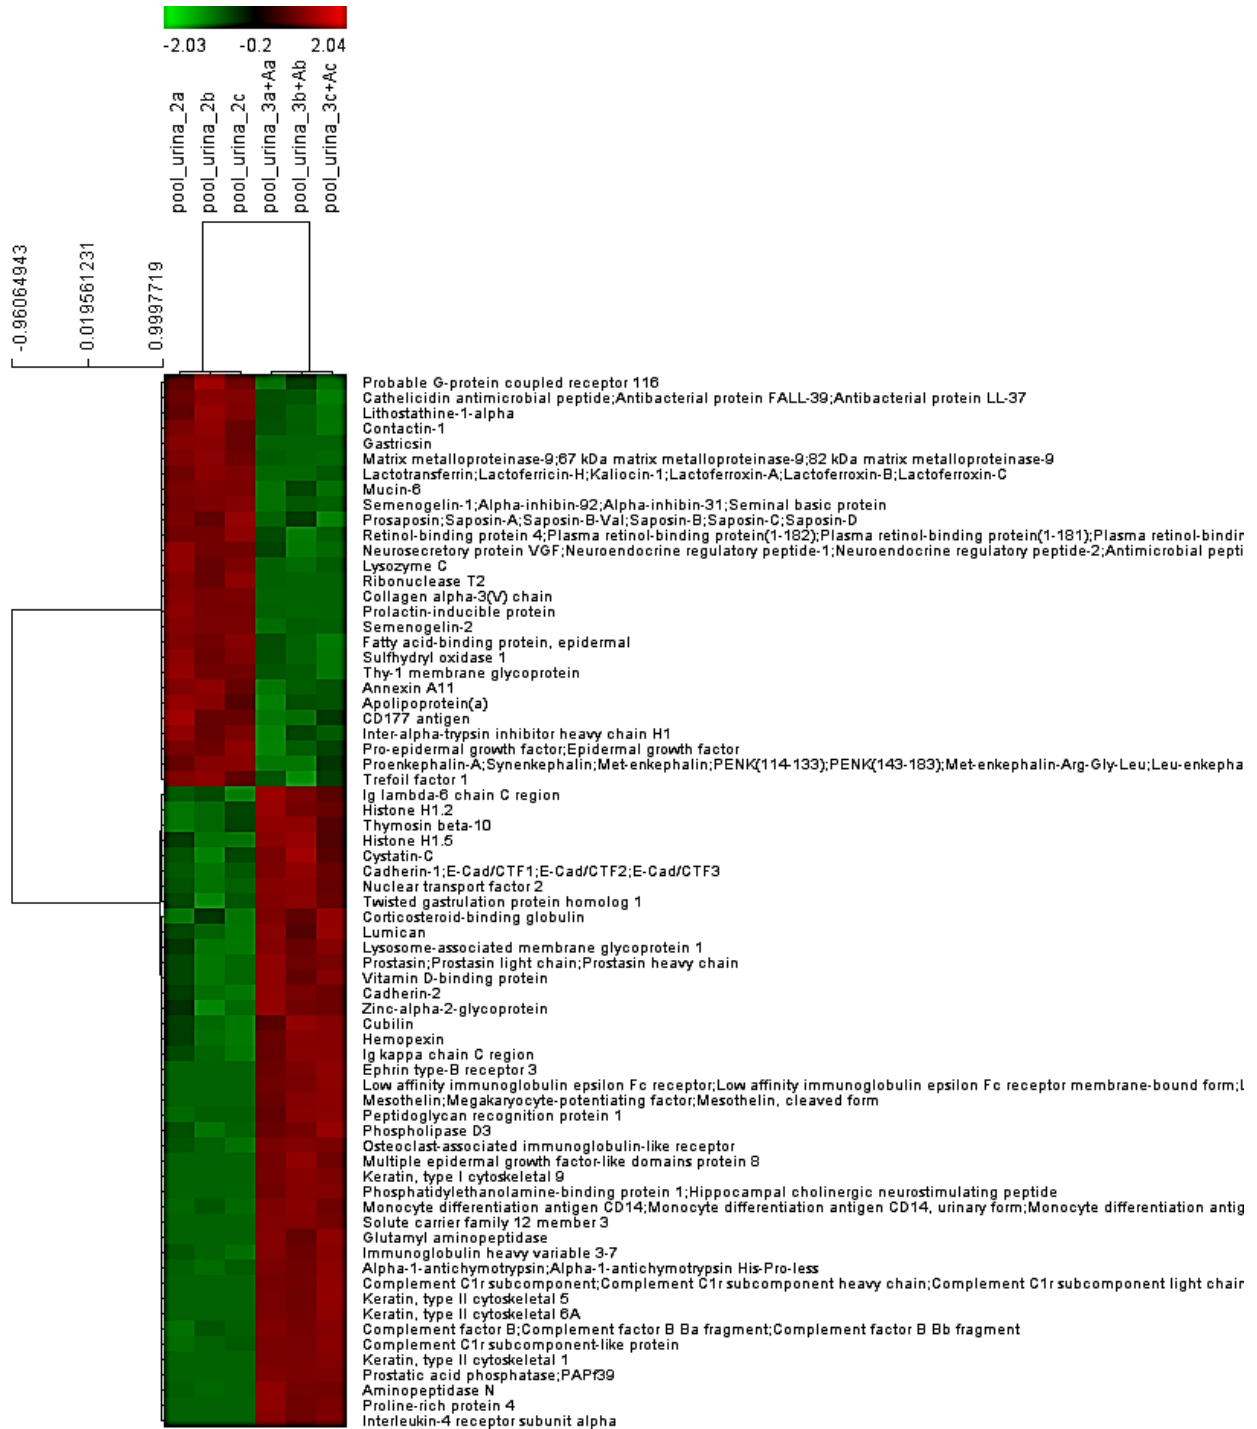 -2.03 -0.2 2.04
pool_urina_2a
pool_urina_2b
pool_urina_2c
pool_urina_3a+Aa
pool_urina_3b+Ab
pool_urina_3c+Ac
-0.96064943
0.019561231
0.9997719
Probable G-protein coupled receptor 116
Cathelicidin antimicrobial peptide;Antibacterial protein FALL-39;Antibacterial protein LL-37
Lithostathine-1-alpha
Contactin-1
Gastricsin
Matrix metalloproteinase-9;67 kDa matrix metalloproteinase-9;82 kDa matrix metalloproteinase-9
Lactotransferrin;Lactoferricin-H;Kaliocin-1;Lactoferroxin-A;Lactoferroxin-B;Lactoferroxin-C
Mucin-6
Semenogelin-1;Alpha-inhibin-92;Alpha-inhibin-31;Seminal basic protein
Prosaposin;Saposin-A;Saposin-B-Val;Saposin-B;Saposin-C;Saposin-D
Retinol-binding protein 4;Plasma retinol-binding protein(1-182);Plasma retinol-binding protein(1-181);Plasma retinol-bindin
Neurosecretory protein VGF;Neuroendocrine regulatory peptide-1;Neuroendocrine regulatory peptide-2;Antimicrobial pepti
Lysozyme C
Ribonuclease T2
Collagen alpha-3(V) chain
Prolactin-inducible protein
Semenogelin-2
Fatty acid-binding protein, epidermal
Sulfhydryl oxidase 1
Thy-1 membrane glycoprotein
Annexin A11
Apolipoprotein(a)
CD177 antigen
Inter-alpha-trypsin inhibitor heavy chain H1
Pro-epidermal growth factor;Epidermal growth factor
Proenkephalin-A;Synenkephalin;Met-enkephalin;PENK(114-133);PENK(143-183);Met-enkephalin-Arg-Gly-Leu;Leu-enkepha
Trefoil factor 1
Ig lambda-6 chain C region
Histone H1.2
Thymosin beta-10
Histone H1.5
Cystatin-C
Cadherin-1;E-Cad/CTF1;E-Cad/CTF2;E-Cad/CTF3
Nuclear transport factor 2
Twisted gastrulation protein homolog 1
Corticosteroid-binding globulin
Lumican
Lysosome-associated membrane glycoprotein 1
Prostasin;Prostasin light chain;Prostasin heavy chain
Vitamin D-binding protein
Cadherin-2
Zinc-alpha-2-glycoprotein
Cubilin
Hemopexin
Ig kappa chain C region
Ephrin type-B receptor 3
Low affinity immunoglobulin epsilon Fc receptor;Low affinity immunoglobulin epsilon Fc receptor membrane-bound form;L
Mesothelin;Megakaryocyte-potentiating factor;Mesothelin, cleaved form
Peptidoglycan recognition protein 1
Phospholipase D3
Osteoclast-associated immunoglobulin-like receptor
Multiple epidermal growth factor-like domains protein 8
Keratin, type I cytoskeletal 9
Phosphatidylethanolamine-binding protein 1;Hippocampal cholinergic neurostimulating peptide
Monocyte differentiation antigen CD14;Monocyte differentiation antigen CD14, urinary form;Monocyte differentiation antig
Solute carrier family 12 member 3
Glutamyl aminopeptidase
Immunoglobulin heavy variable 3-7
Alpha-1-antichymotrypsin;Alpha-1-antichymotrypsin His-Pro-less
Complement C1r subcomponent;Complement C1r subcomponent heavy chain;Complement C1r subcomponent light chain
Keratin, type II cytoskeletal 5
Keratin, type II cytoskeletal 6A
Complement factor B;Complement factor B Ba fragment;Complement factor B Bb fragment
Complement C1r subcomponent-like protein
Keratin, type II cytoskeletal 1
Prostatic acid phosphatase;PAPf39
Aminopeptidase N
Proline-rich protein 4
Interleukin-4 receptor subunit alpha